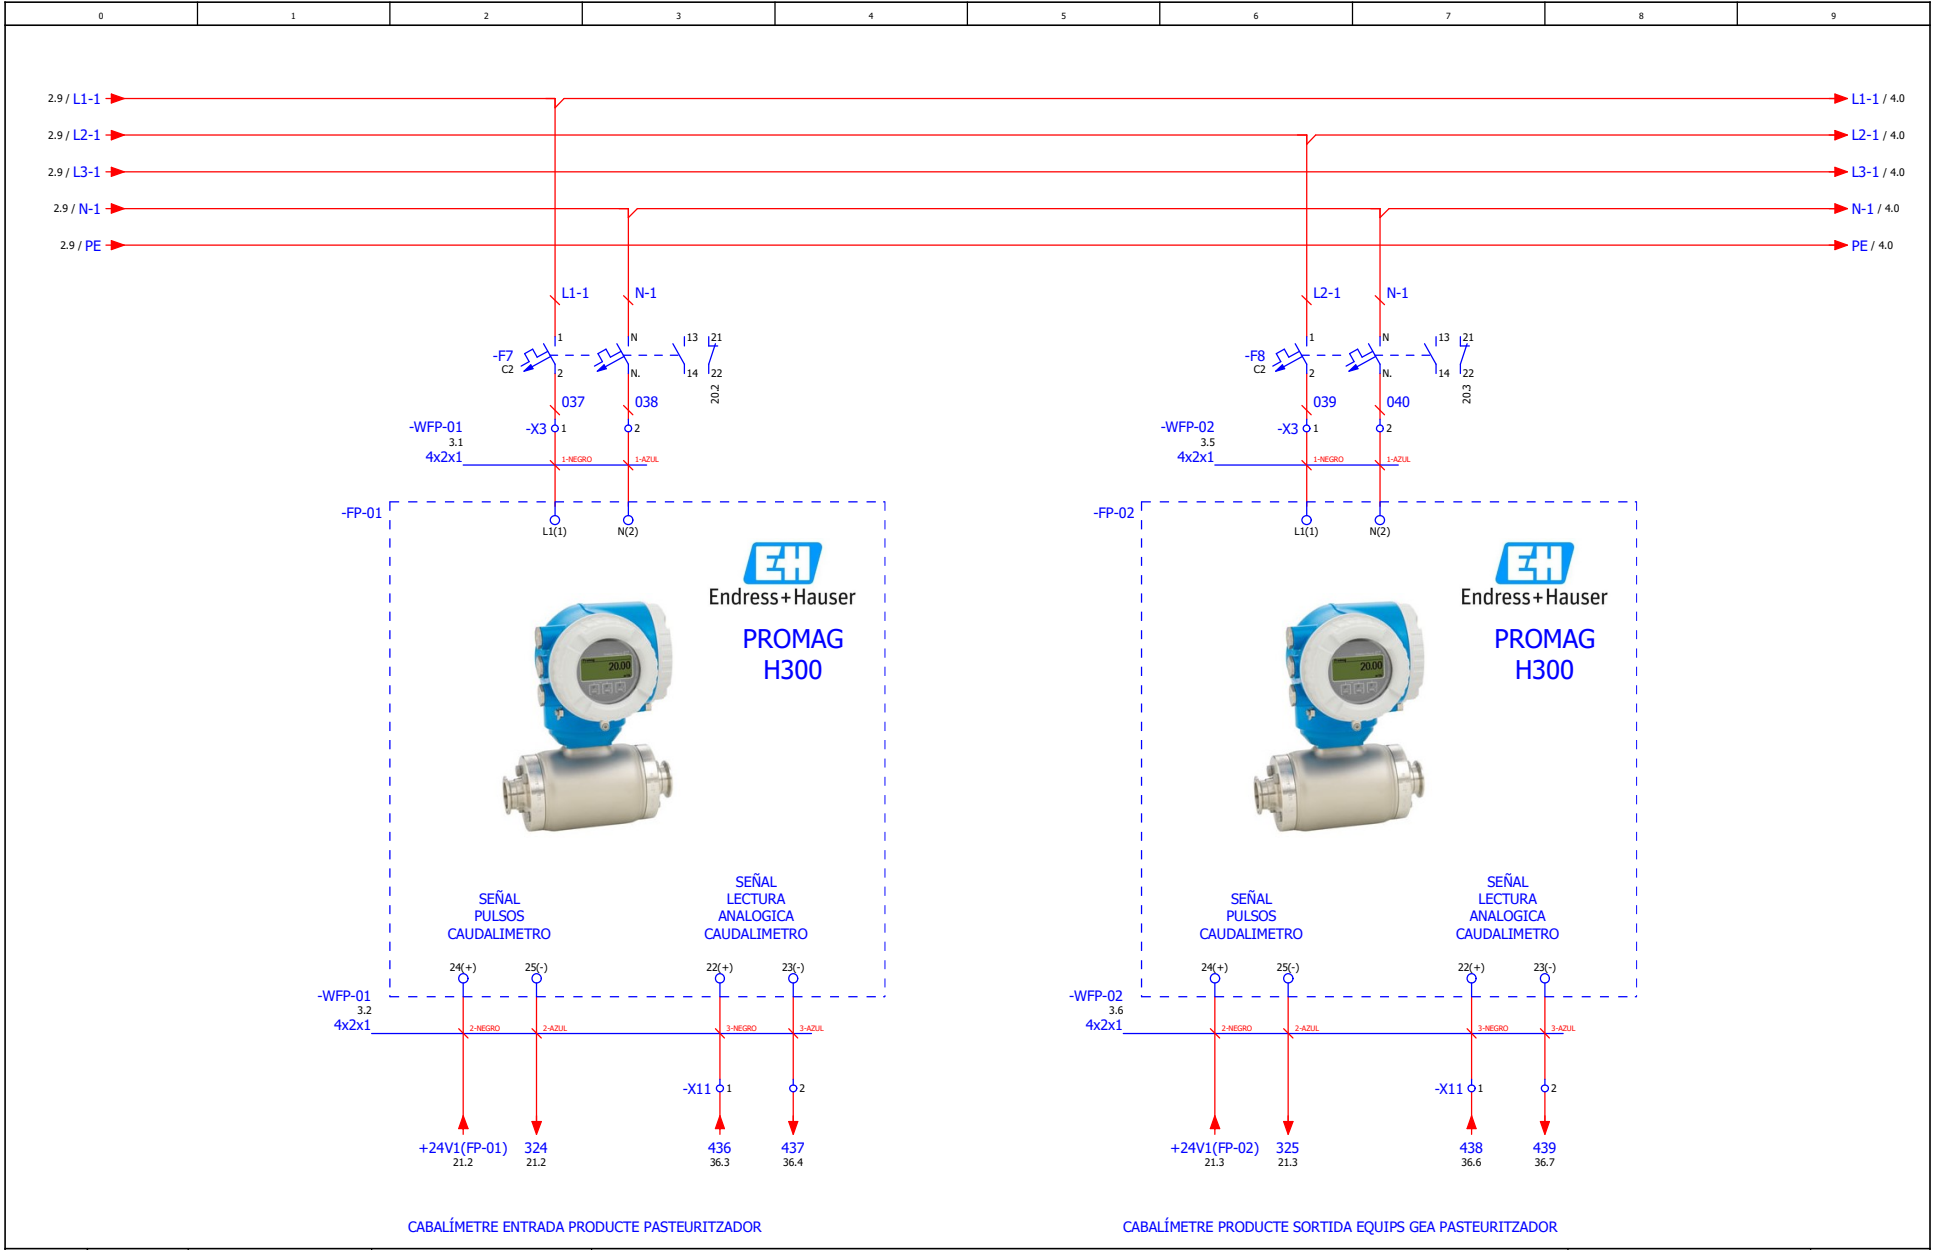 0 1 2 3 4 5 6 7 8 9
2.9 / L1-1 L1-1 / 4.0
2.9 / L2-1 L2-1 / 4.0
2.9 / L3-1 L3-1 / 4.0
2.9 / N-1 N-1 / 4.0
2.9 / PE PE / 4.0
L1-1 N-1 L2-1 N-1
1 N 13 21 1 N 13 21
-F7 -F8
C2 C2
2 N. 14 22 2 N. 14 22
20.2 20.3
037 038 039 040
-WFP-01 -X3 1 2 -WFP-02 -X3 1 2
3.1 3.5
4x2x1 1-NEGRO 1-AZUL 4x2x1 1-NEGRO 1-AZUL
-FP-01 -FP-02
L1(1) N(2) L1(1) N(2)
EH EH
Endress+Hauser Endress+Hauser
PROMAG PROMAG
H300 H300
20.00 20.00
SEÑAL SEÑAL
LECTURA LECTURA
ANALOGICA ANALOGICA
CAUDALIMETRO CAUDALIMETRO
SEÑAL SEÑAL
PULSOS PULSOS
CAUDALIMETRO CAUDALIMETRO
24(+) 25(-) 22(+) 23(-) 24(+) 25(-) 22(+) 23(-)
-WFP-01 -WFP-02
3.2 3.6
4x2x1 2-NEGRO 2-AZUL 3-NEGRO 3-AZUL 4x2x1 2-NEGRO 2-AZUL 3-NEGRO 3-AZUL
-X11 1 2 -X11 1 2
+24V1(FP-01) 324 436 437 +24V1(FP-02) 325 438 439
21.2 21.2 36.3 36.4 21.3 21.3 36.6 36.7
CABALÍMETRE ENTRADA PRODUCTE PASTEURITZADOR CABALÍMETRE PRODUCTE SORTIDA EQUIPS GEA PASTEURITZADOR